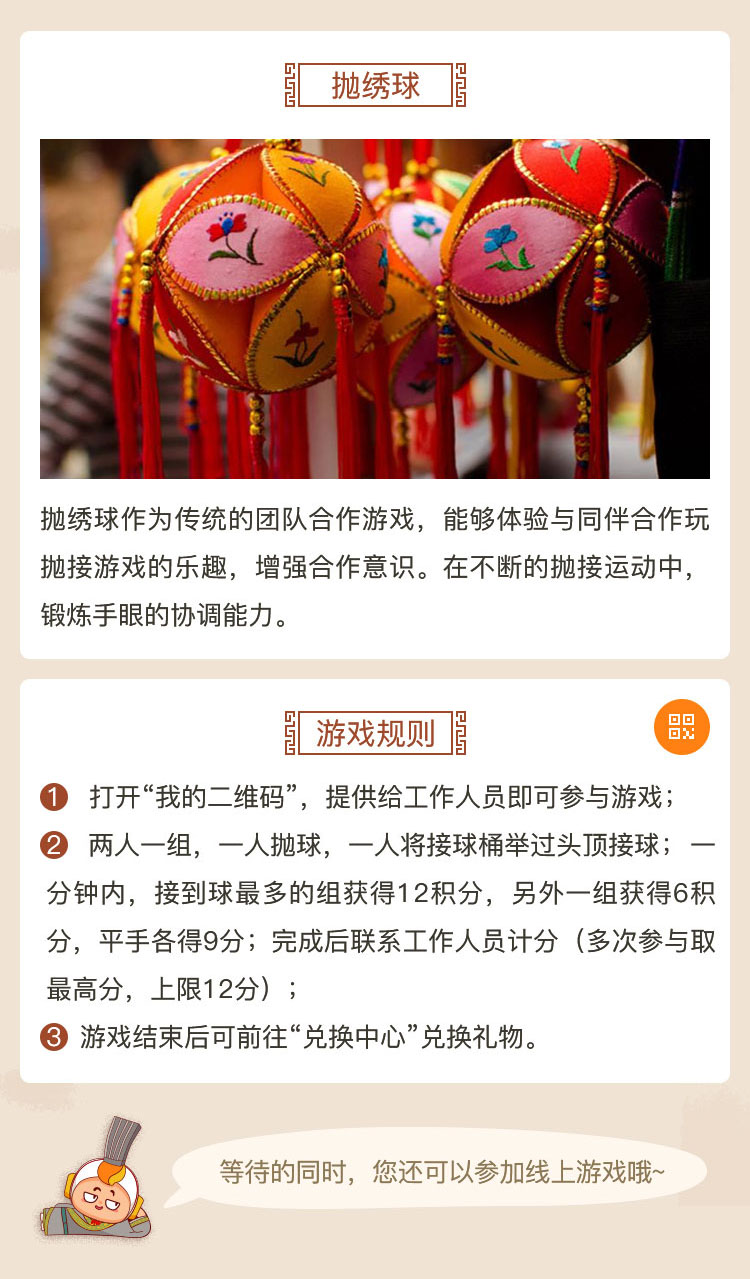 抛绣球
抛绣球作为传统的团队合作游戏，能够体验与同伴合作玩
抛接游戏的乐趣，增强合作意识。在不断的抛接运动中，
锻炼手眼的协调能力。
游戏规则
1 打开“我的二维码”，提供给工作人员即可参与游戏；
2 两人一组，一人抛球，一人将接球桶举过头顶接球；一
分钟内，接到球最多的组获得12积分，另外一组获得6积
分，平手各得9分；完成后联系工作人员计分（多次参与取
最高分，上限12分）；
3 游戏结束后可前往“兑换中心”兑换礼物。
等待的同时，您还可以参加线上游戏哦~